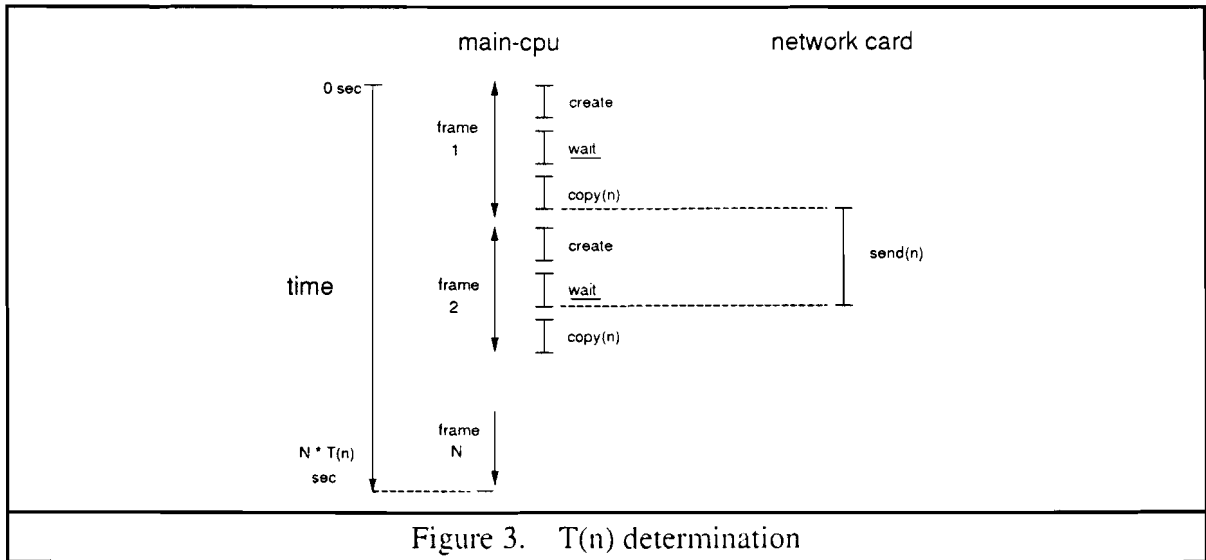 main-cpu
network card
0 sec
create
frame
1
wait
copy(n)
create
send(n)
time
frame
2
wait
copy(n)
frame
N
N * T(n)
sec
Figure 3. T(n) determination